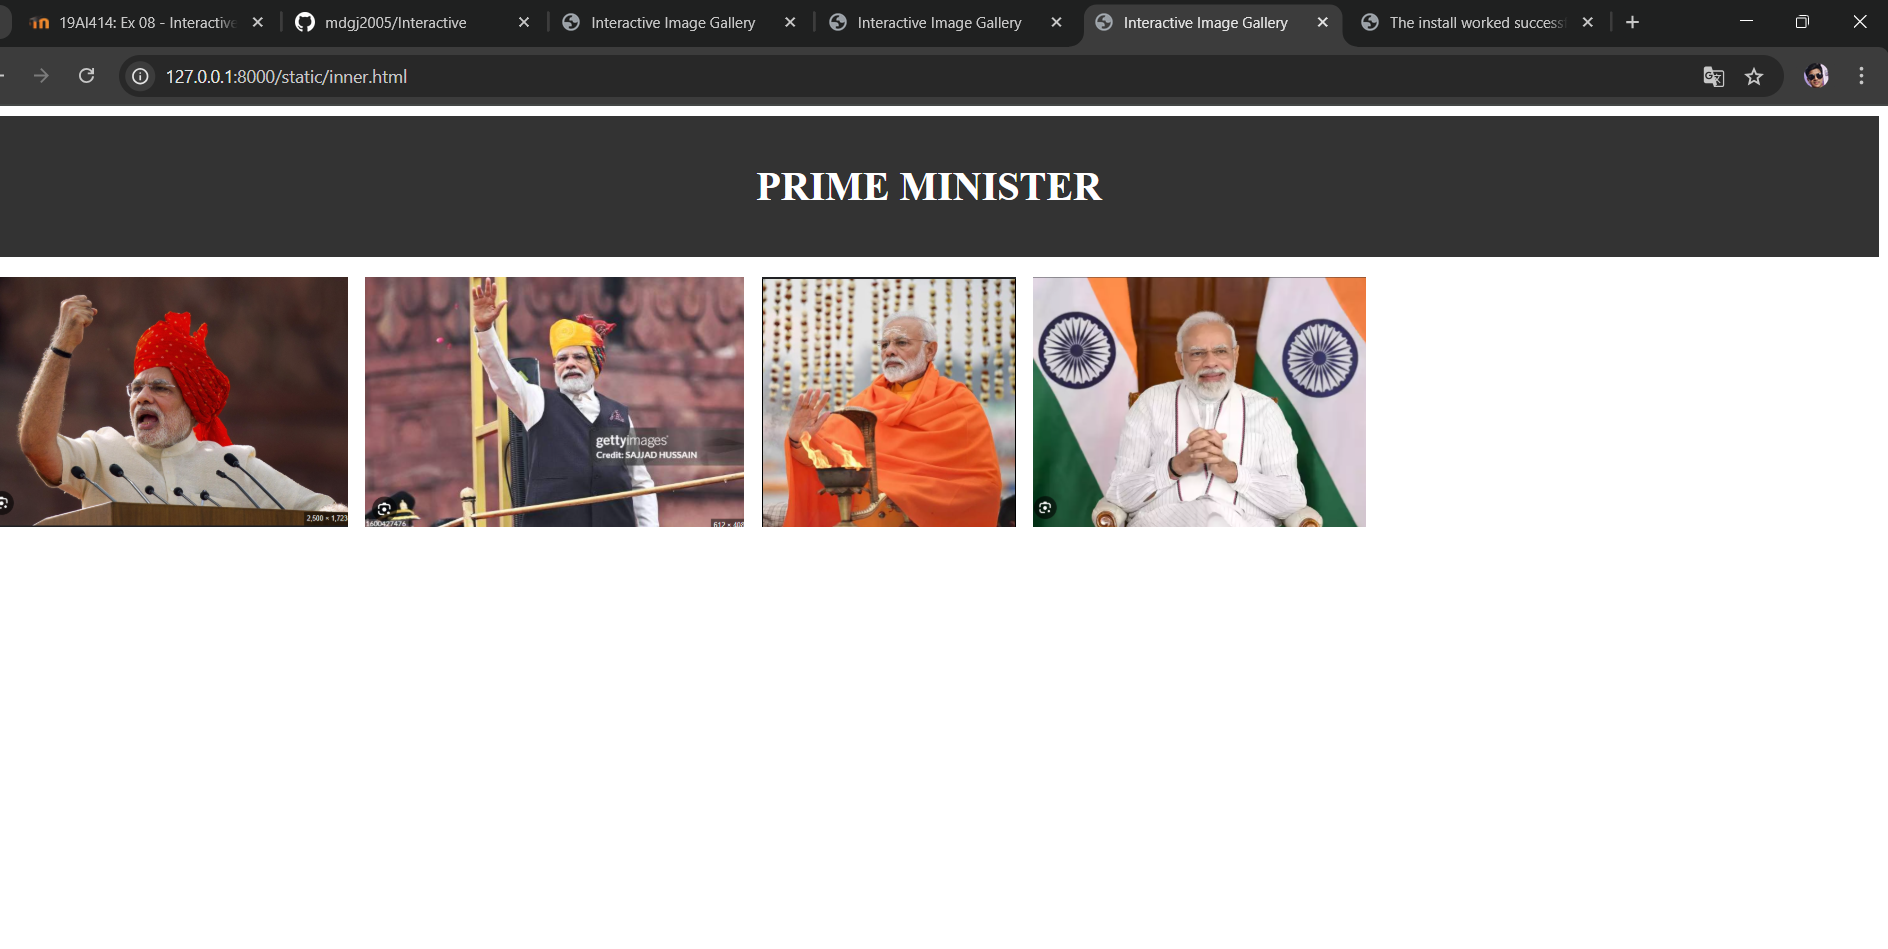 19AI414: Ex 08 - Interactive
mdgj2005/Interactive
Interactive Image Gallery
Interactive Image Gallery
Interactive Image Gallery
The install worked success
127.0.0.1:8000/static/inner.html
PRIME MINISTER
2,500 × 1,723
gettyimages
Credit: SAJJAD HUSSAIN
1600427476
612 × 408